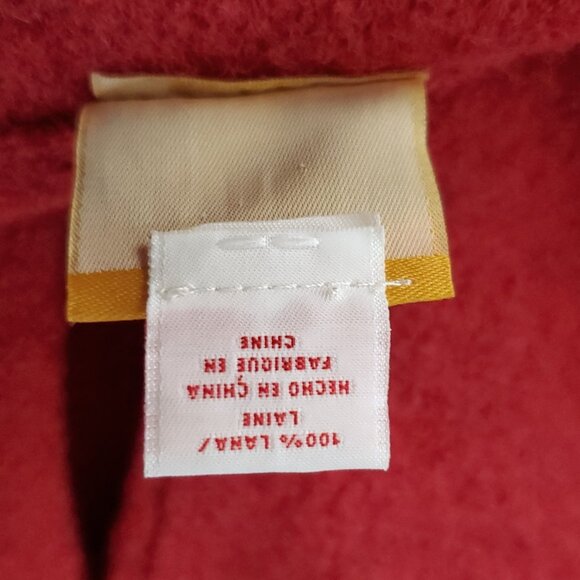 100% LANA/
LAINE
HECHO EN CHINA
FABRIQUE EN
CHINE